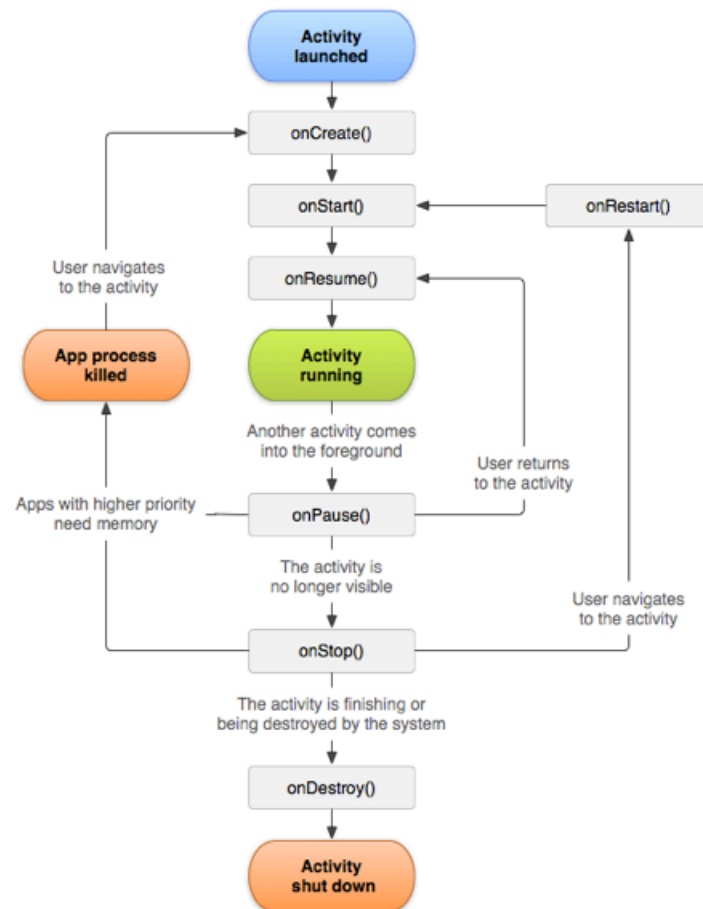 Activity
launched
onCreate()
onStart()
onRestart()
User navigates
to the activity
onResume()
App process
killed
Activity
running
Another activity comes
into the foreground
User returns
to the activity
Apps with higher priority
need memory
onPause()
The activity is
no longer visible
User navigates
to the activity
onStop()
The activity is finishing or
being destroyed by the system
onDestroy()
Activity
shut down